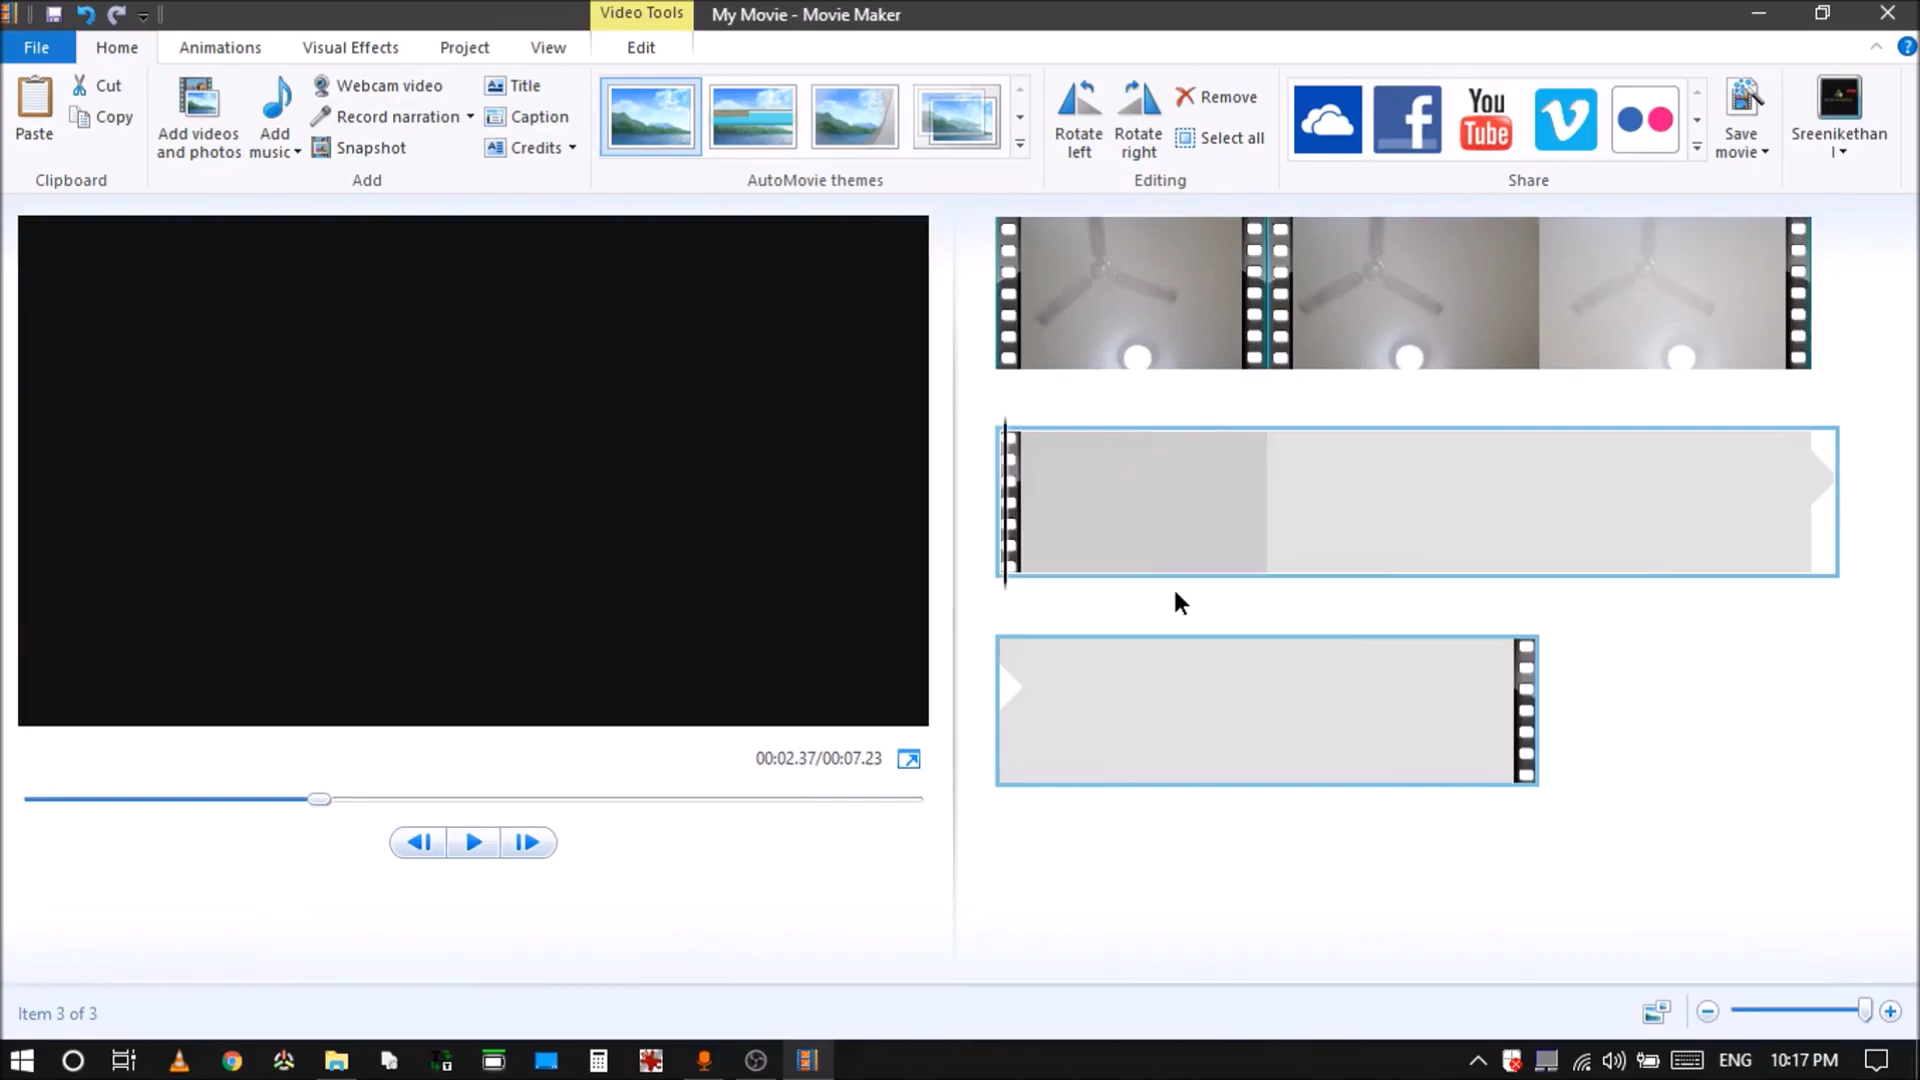 Video Tools
My Movie - Movie Maker
File
Home
Animations
Visual Effects
Project
View
Edit
Paste
Cut
Copy
Clipboard
Add videos
and photos
Add
music
Webcam video
Record narration
Snapshot
Title
Caption
Credits
Add
AutoMovie themes
Rotate
left
Rotate
right
Remove
Select all
Editing
f
You
Tube
v
Share
Save
movie
Sreenikethan
I
00:02.37/00:07.23
Item 3 of 3
ENG
10:17 PM